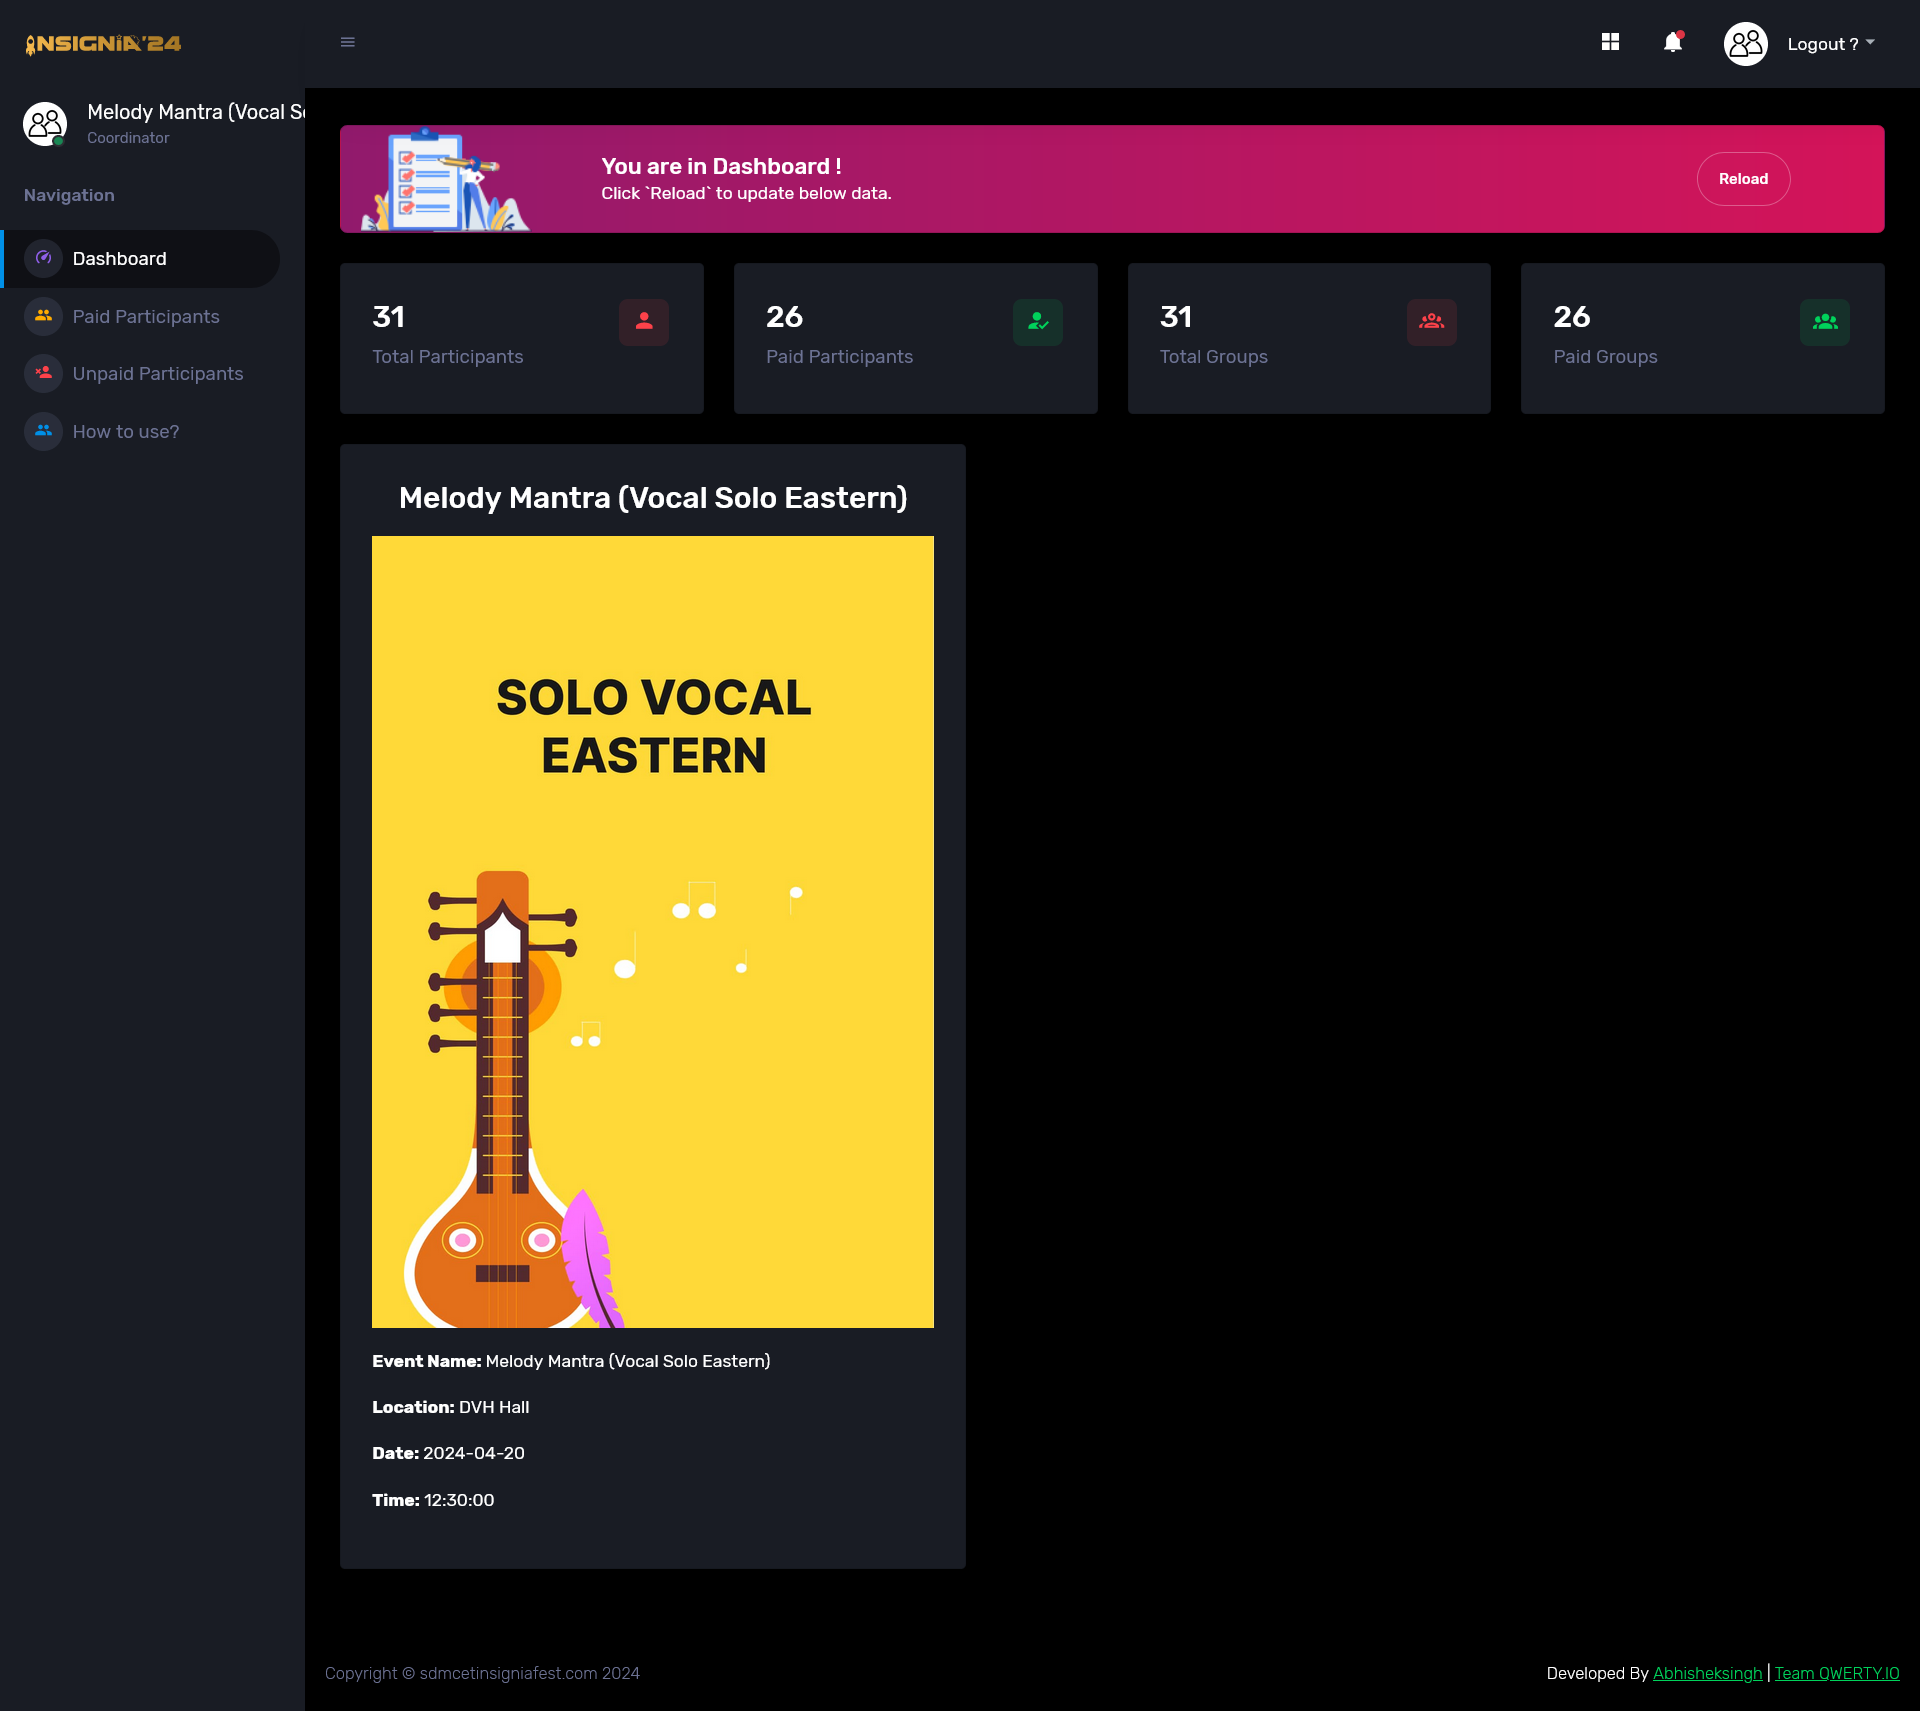 NSIGNIA'24
Logout ?
Melody Mantra (Vocal S
Coordinator
Navigation
Dashboard
Paid Participants
Unpaid Participants
How to use?
You are in Dashboard !
Click `Reload` to update below data.
Reload
31
Total Participants
26
Paid Participants
31
Total Groups
26
Paid Groups
Melody Mantra (Vocal Solo Eastern)
SOLO VOCAL
EASTERN
Event Name: Melody Mantra (Vocal Solo Eastern)
Location: DVH Hall
Date: 2024-04-20
Time: 12:30:00
Copyright © sdmcetinsigniafest.com 2024
Developed By Abhisheksingh | Team QWERTY.IO